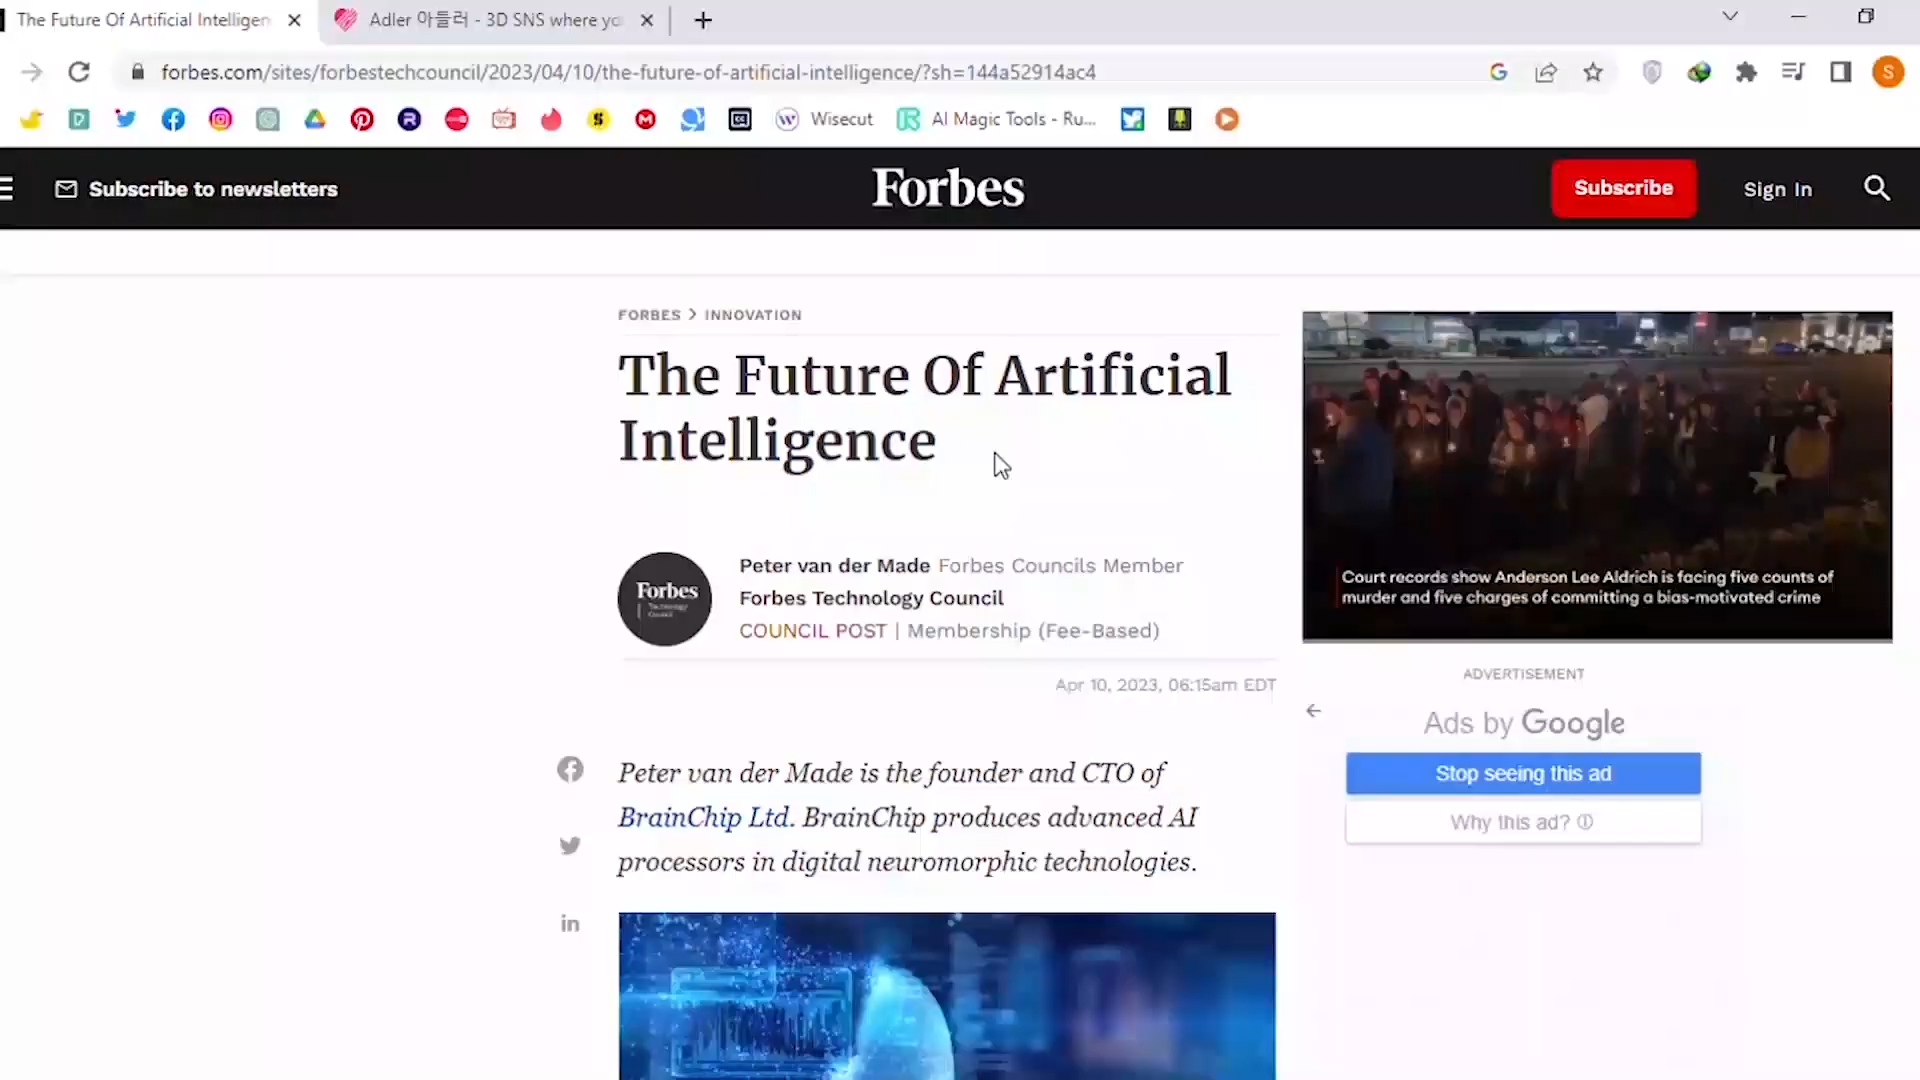 The Future Of Artificial Intelligen
Adler 아들러 - 3D SNS where yo
forbes.com/sites/forbestechcouncil/2023/04/10/the-future-of-artificial-intelligence/?sh=144a52914ac4
S
Wisecut
AI Magic Tools - Ru...
Subscribe to newsletters
Forbes
Subscribe
Sign In
FORBES > INNOVATION
The Future Of Artificial
Intelligence
Forbes
Technology
Council
Peter van der Made Forbes Councils Member
Forbes Technology Council
COUNCIL POST | Membership (Fee-Based)
Apr 10, 2023, 06:15am EDT
Peter van der Made is the founder and CTO of
BrainChip Ltd. BrainChip produces advanced AI
processors in digital neuromorphic technologies.
Court records show Anderson Lee Aldrich is facing five counts of
murder and five charges of committing a bias-motivated crime
ADVERTISEMENT
Ads by Google
Stop seeing this ad
Why this ad?